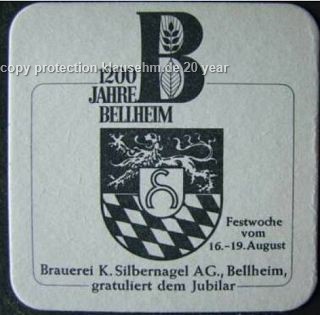 B
copy protection klausehm.de 20 year
1200
JAHRE
BELLHEIM
Festwoche
vom
16.-19. August
Brauerei K. Silbernagel AG., Bellheim,
gratuliert dem Jubilar